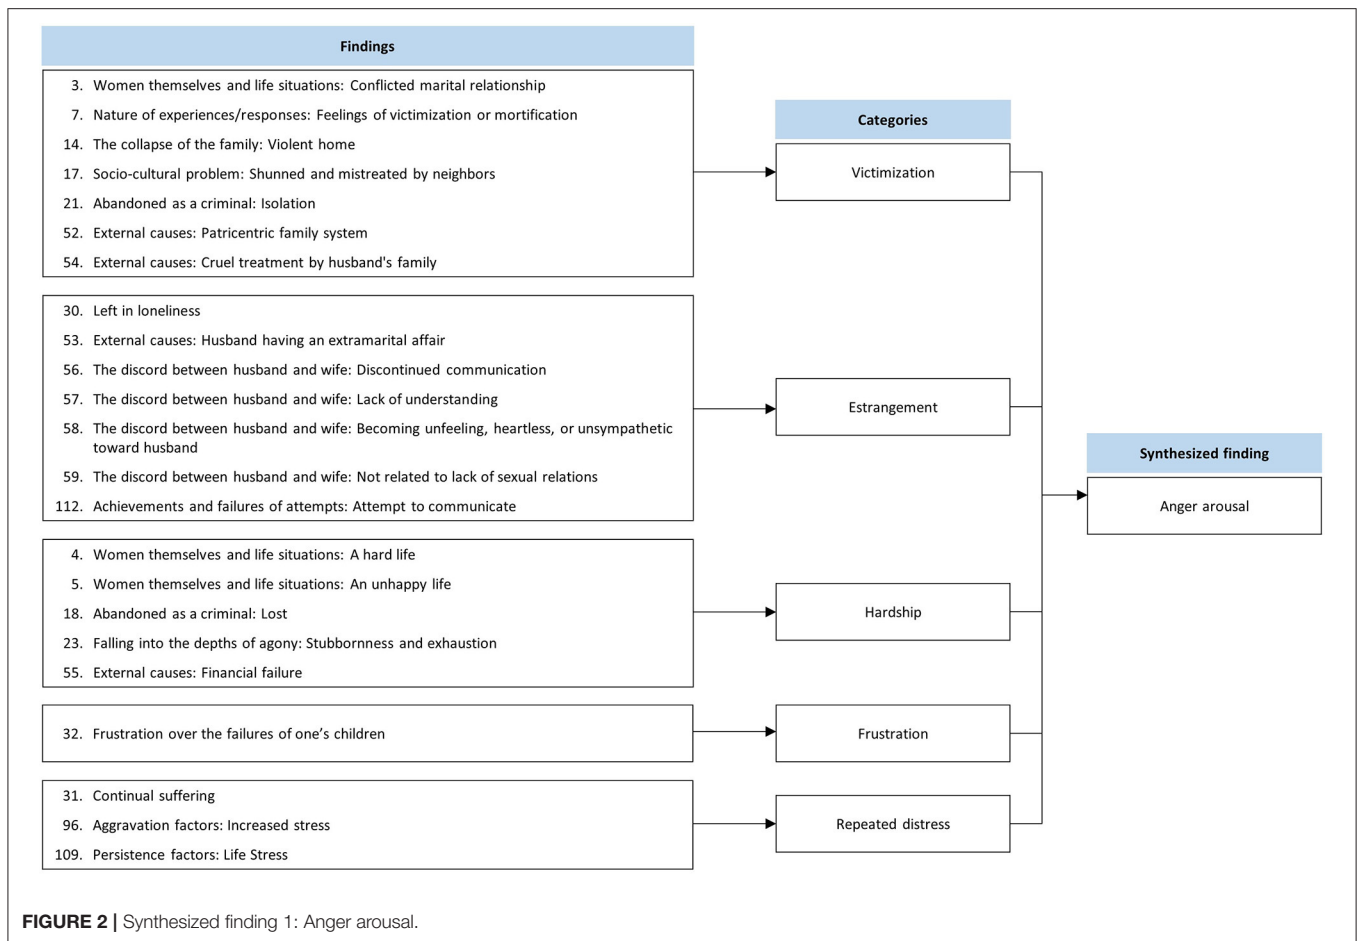 Findings
3. Women themselves and life situations: Conflicted marital relationship
7. Nature of experiences/responses: Feelings of victimization or mortification
14. The collapse of the family: Violent home
17. Socio-cultural problem: Shunned and mistreated by neighbors
21. Abandoned as a criminal: Isolation
52. External causes: Patricentric family system
54. External causes: Cruel treatment by husband's family
30. Left in loneliness
53. External causes: Husband having an extramarital affair
56. The discord between husband and wife: Discontinued communication
57. The discord between husband and wife: Lack of understanding
58. The discord between husband and wife: Becoming unfeeling, heartless, or unsympathetic
toward husband
59. The discord between husband and wife: Not related to lack of sexual relations
112. Achievements and failures of attempts: Attempt to communicate
4. Women themselves and life situations: A hard life
5. Women themselves and life situations: An unhappy life
18. Abandoned as a criminal: Lost
23. Falling into the depths of agony: Stubbornness and exhaustion
55. External causes: Financial failure
32. Frustration over the failures of one’s children
31. Continual suffering
96. Aggravation factors: Increased stress
109. Persistence factors: Life Stress
Categories
Victimization
Estrangement
Hardship
Frustration
Repeated distress
Synthesized finding
Anger arousal
FIGURE 2 | Synthesized finding 1: Anger arousal.